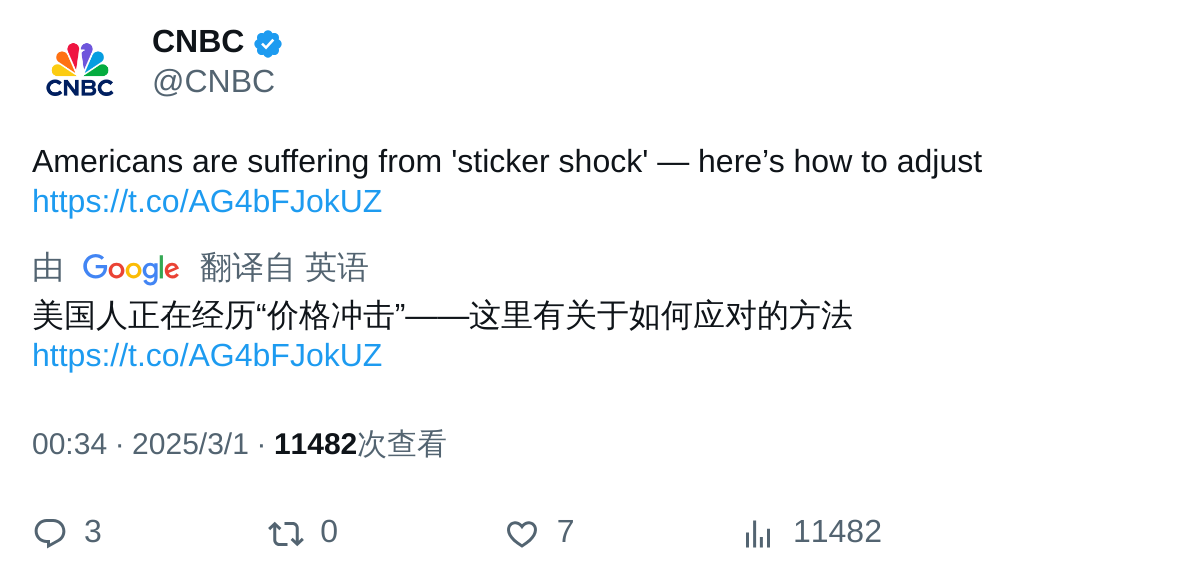 CNBC
CNBC
@CNBC
Americans are suffering from 'sticker shock' — here’s how to adjust
https://t.co/AG4bFJokUZ
由 Google 翻译自 英语
美国人正在经历“价格冲击”——这里有关于如何应对的方法
https://t.co/AG4bFJokUZ
00:34 · 2025/3/1 · 11482次查看
3 0 7 11482